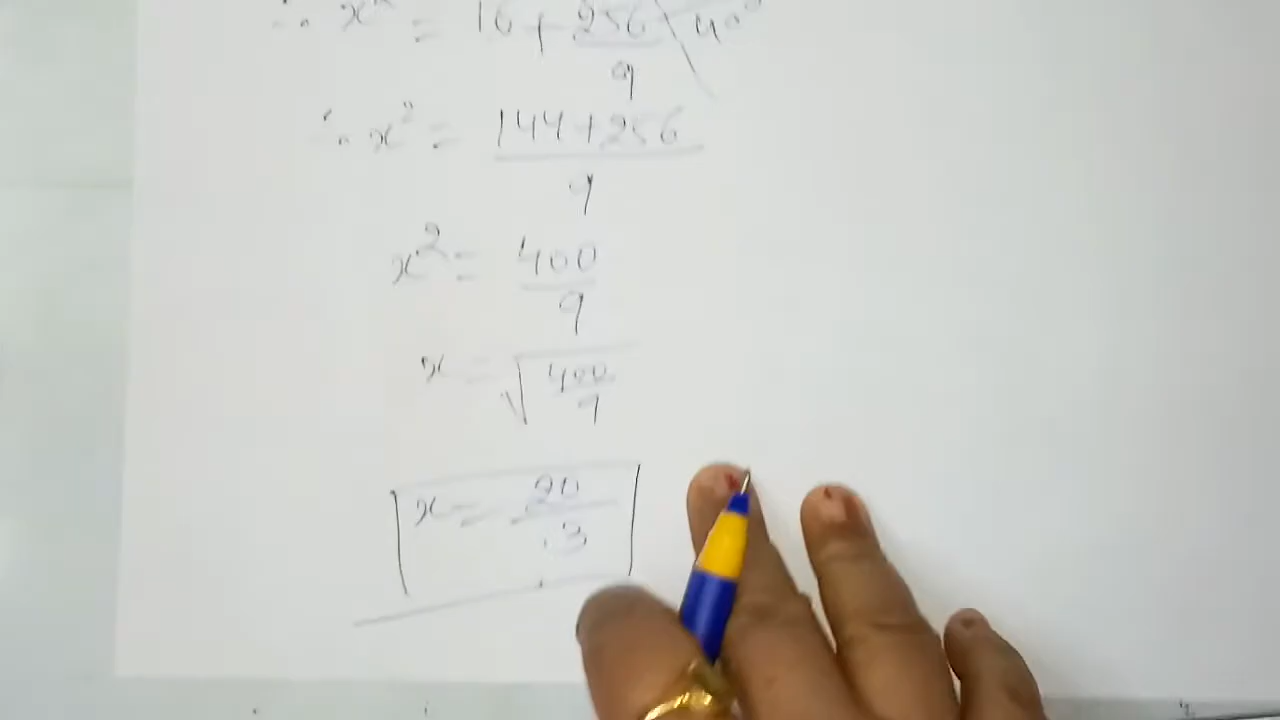 ∴ x² = 16 + 256/9
∴ x² = 144+256/9
x² = 400/9
x = √400/9
x = 20/3